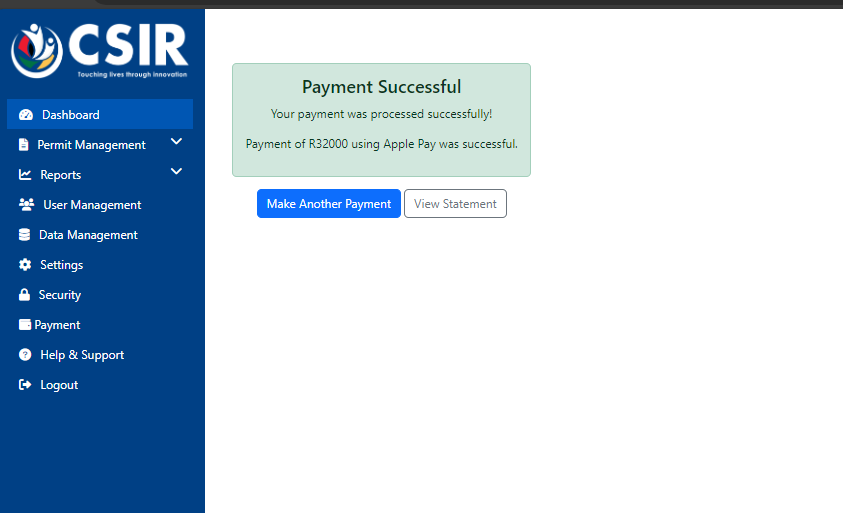 CSIR
Touching lives through innovation
Dashboard
Permit Management
Reports
User Management
Data Management
Settings
Security
Payment
Help & Support
Logout
Payment Successful
Your payment was processed successfully!
Payment of R32000 using Apple Pay was successful.
Make Another Payment
View Statement